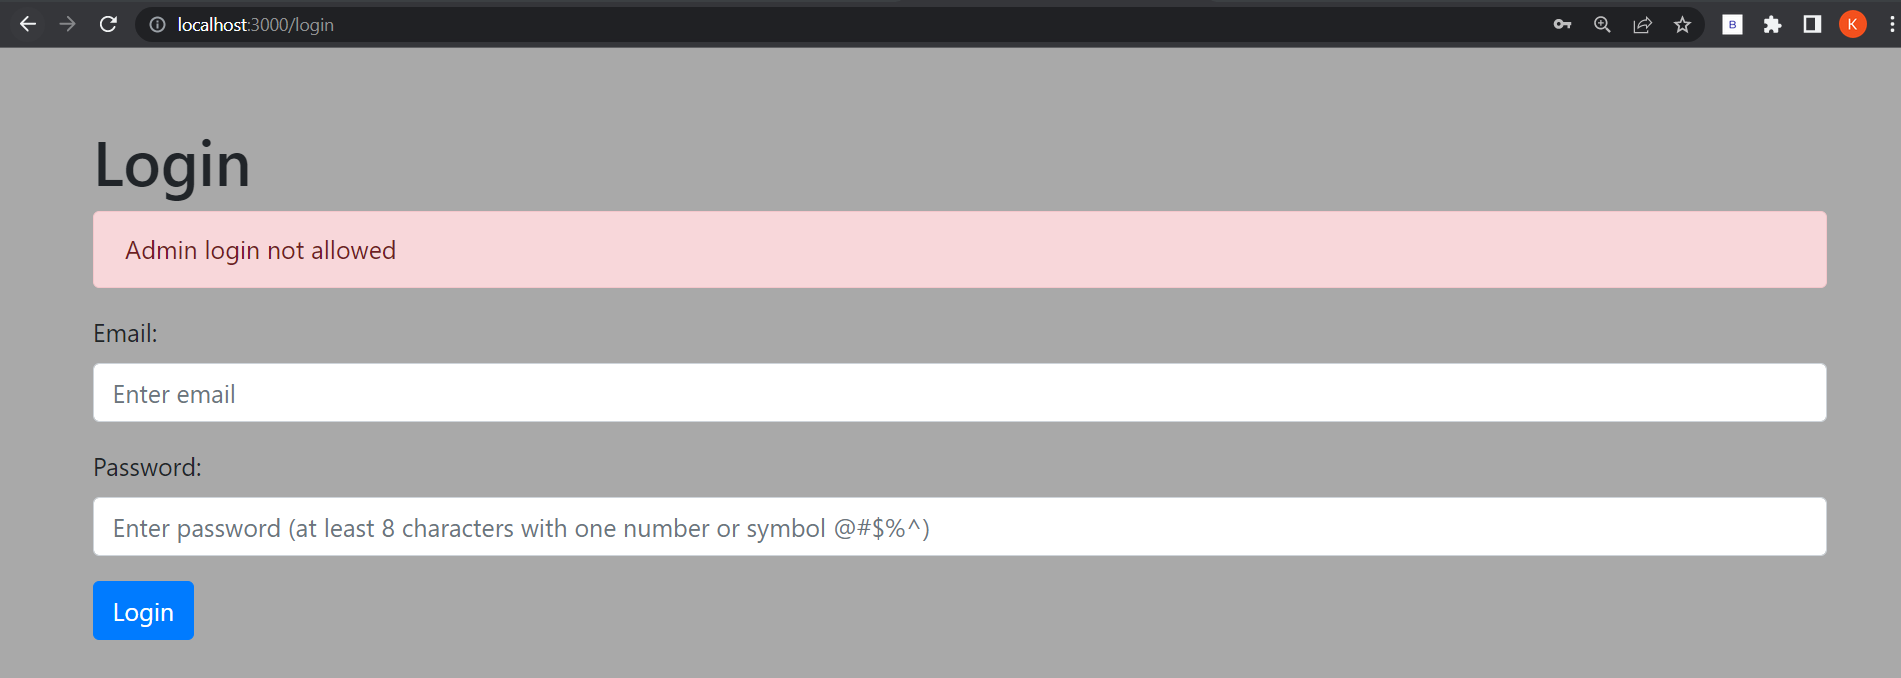 localhost:3000/login
B
K
Login
Admin login not allowed
Email:
Enter email
Password:
Enter password (at least 8 characters with one number or symbol @#$%^)
Login